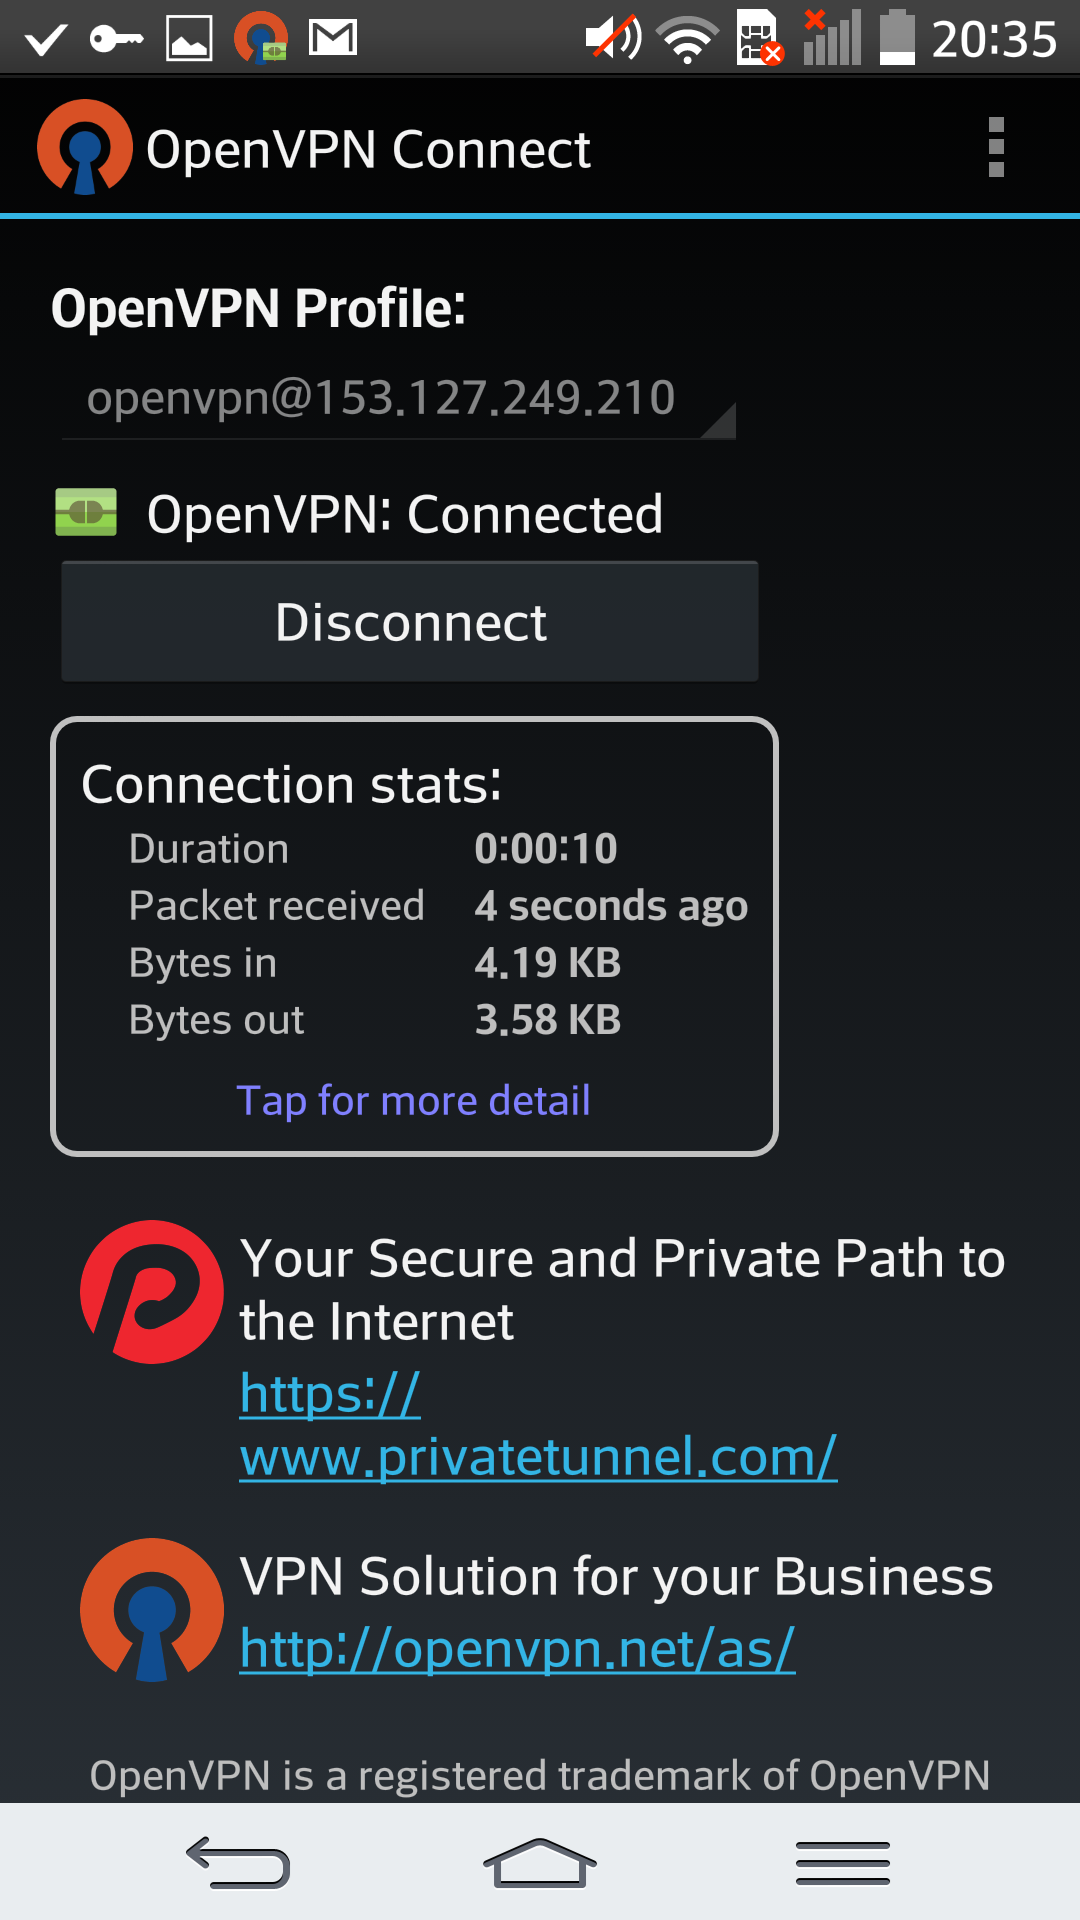 20:35
OpenVPN Connect
OpenVPN Profile:
openvpn@153.127.249.210
OpenVPN: Connected
Disconnect
Connection stats:
Duration 0:00:10
Packet received 4 seconds ago
Bytes in 4.19 KB
Bytes out 3.58 KB
Tap for more detail
Your Secure and Private Path to
the Internet
https://
www.privatetunnel.com/
VPN Solution for your Business
http://openvpn.net/as/
OpenVPN is a registered trademark of OpenVPN